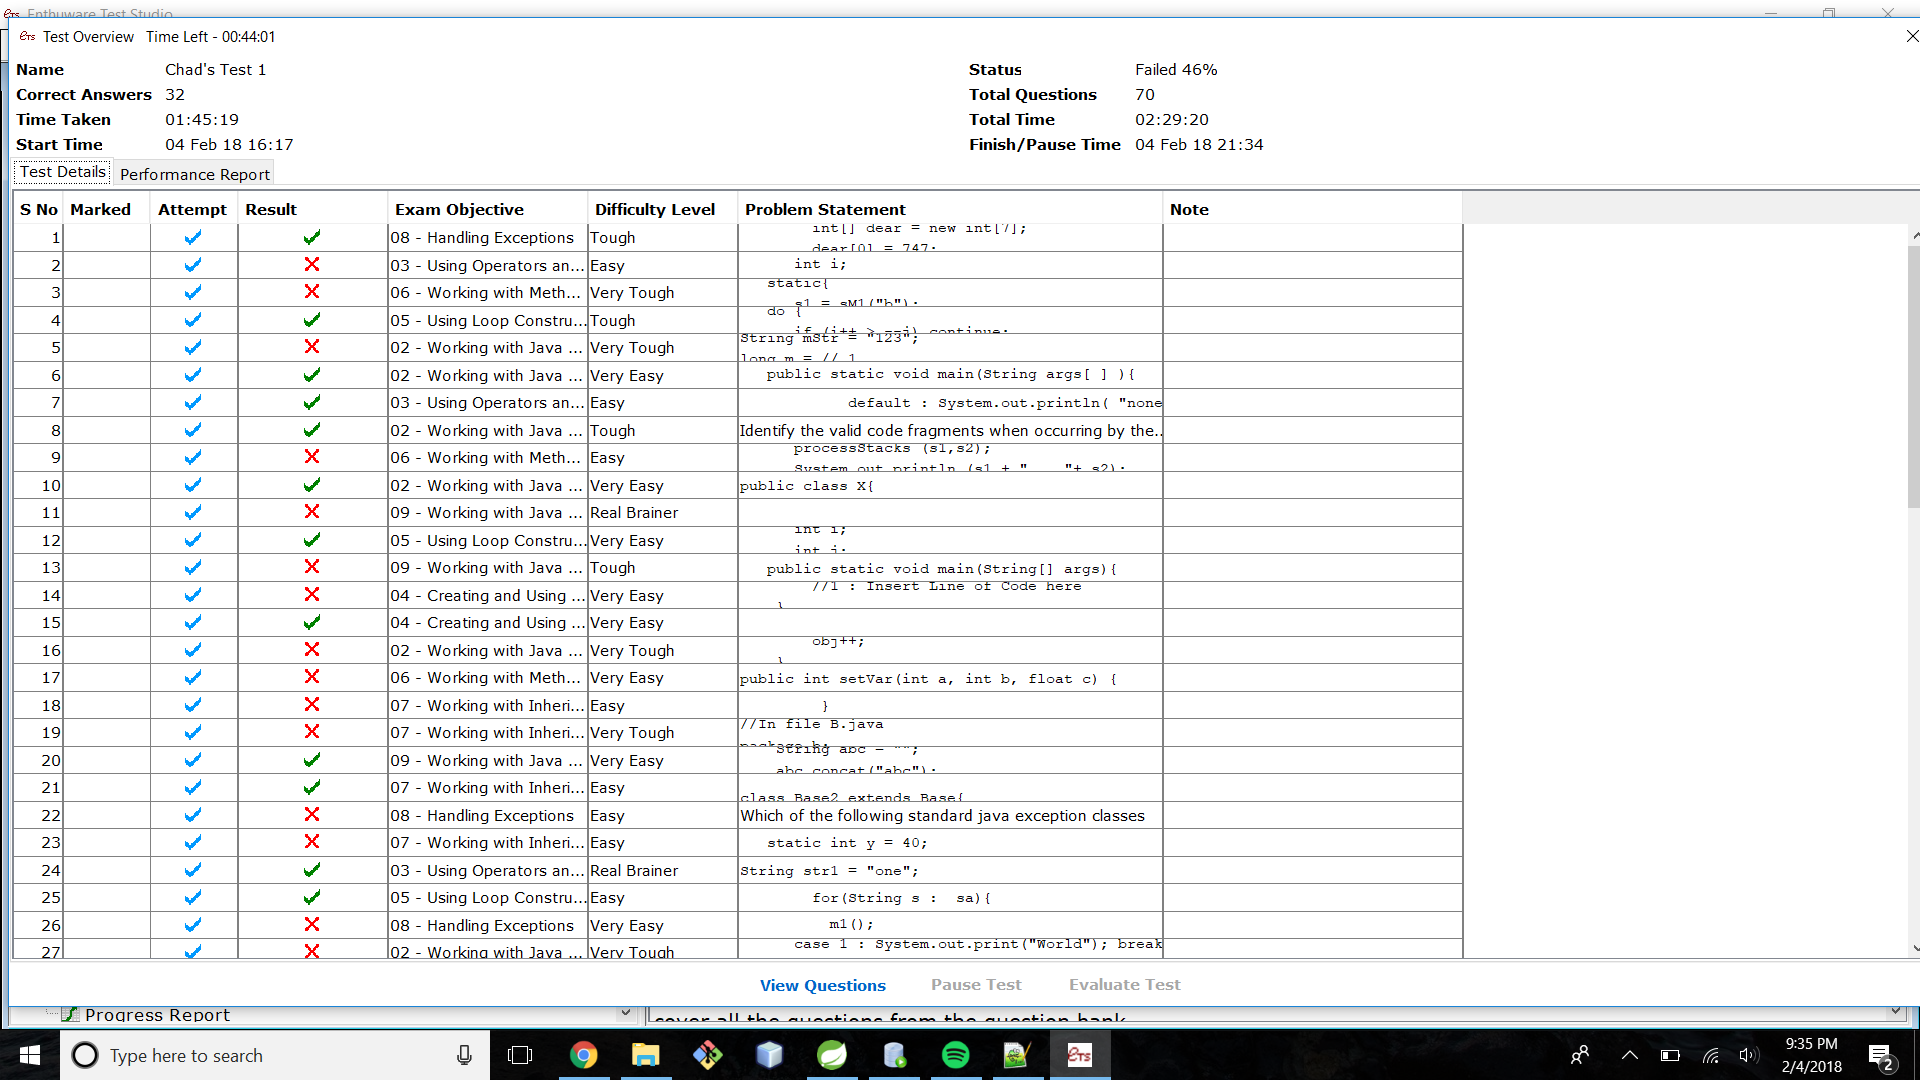 Enthuware Test Studio
Test Overview Time Left - 00:44:01
Name Chad's Test 1 Status Failed 46%
Correct Answers 32 Total Questions 70
Time Taken 01:45:19 Total Time 02:29:20
Start Time 04 Feb 18 16:17 Finish/Pause Time 04 Feb 18 21:34
Test Details Performance Report
S No Marked Attempt Result Exam Objective Difficulty Level Problem Statement Note
1 08 - Handling Exceptions Tough int[] dear = new int[7];
dear[0] = 747;
2 03 - Using Operators an... Easy int i;
3 06 - Working with Meth... Very Tough static{
s1 = sM1("b");
4 05 - Using Loop Constru... Tough do {
if (i++ > --j) continue;
5 02 - Working with Java ... Very Tough String mStr = "123";
long m = // 1
6 02 - Working with Java ... Very Easy public static void main(String args[ ] ){
7 03 - Using Operators an... Easy default : System.out.println( "none
8 02 - Working with Java ... Tough Identify the valid code fragments when occurring by the...
9 06 - Working with Meth... Easy processStacks (s1,s2);
System.out.println (s1 + "    "+ s2);
10 02 - Working with Java ... Very Easy public class X{
11 09 - Working with Java ... Real Brainer
12 05 - Using Loop Constru... Very Easy int i;
int j;
13 09 - Working with Java ... Tough public static void main(String[] args){
14 04 - Creating and Using ... Very Easy //1 : Insert Line of Code here
}
15 04 - Creating and Using ... Very Easy
16 02 - Working with Java ... Very Tough obj++;
}
17 06 - Working with Meth... Very Easy public int setVar(int a, int b, float c) {
18 07 - Working with Inheri... Easy }
19 07 - Working with Inheri... Very Tough //In file B.java
package b;
20 09 - Working with Java ... Very Easy String abc = "";
abc.concat("abc");
21 07 - Working with Inheri... Easy class Base2 extends Base{
22 08 - Handling Exceptions Easy Which of the following standard java exception classes
23 07 - Working with Inheri... Easy static int y = 40;
24 03 - Using Operators an... Real Brainer String str1 = "one";
25 05 - Using Loop Constru... Easy for(String s :  sa){
26 08 - Handling Exceptions Very Easy m1();
27 02 - Working with Java ... Very Tough case 1 : System.out.print("World"); break
View Questions Pause Test Evaluate Test
Progress Report cover all the questions from the question bank
Type here to search
ETS
9:35 PM
2/4/2018
2